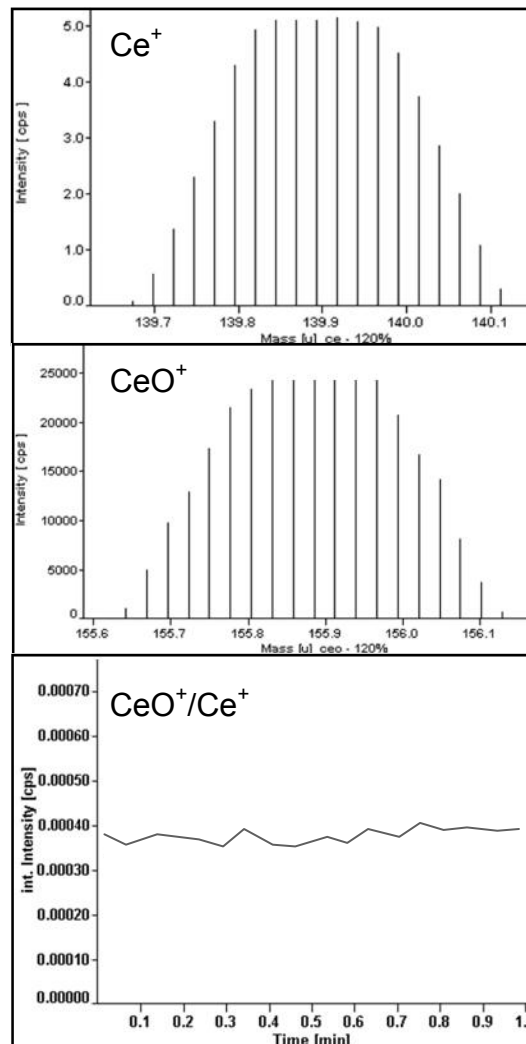 Ce+
Intensity [cps]
5.0
4.0
3.0
2.0
1.0
0.0
139.7 139.8 139.9 140.0 140.1
Mass [u] ce - 120%
CeO+
Intensity [cps]
25000
20000
15000
10000
5000
0
155.6 155.7 155.8 155.9 156.0 156.1
Mass [u] ceo - 120%
CeO+/Ce+
int. Intensity [cps]
0.00070
0.00060
0.00050
0.00040
0.00030
0.00020
0.00010
0.00000
0.1 0.2 0.3 0.4 0.5 0.6 0.7 0.8 0.9 1.
Time [min]